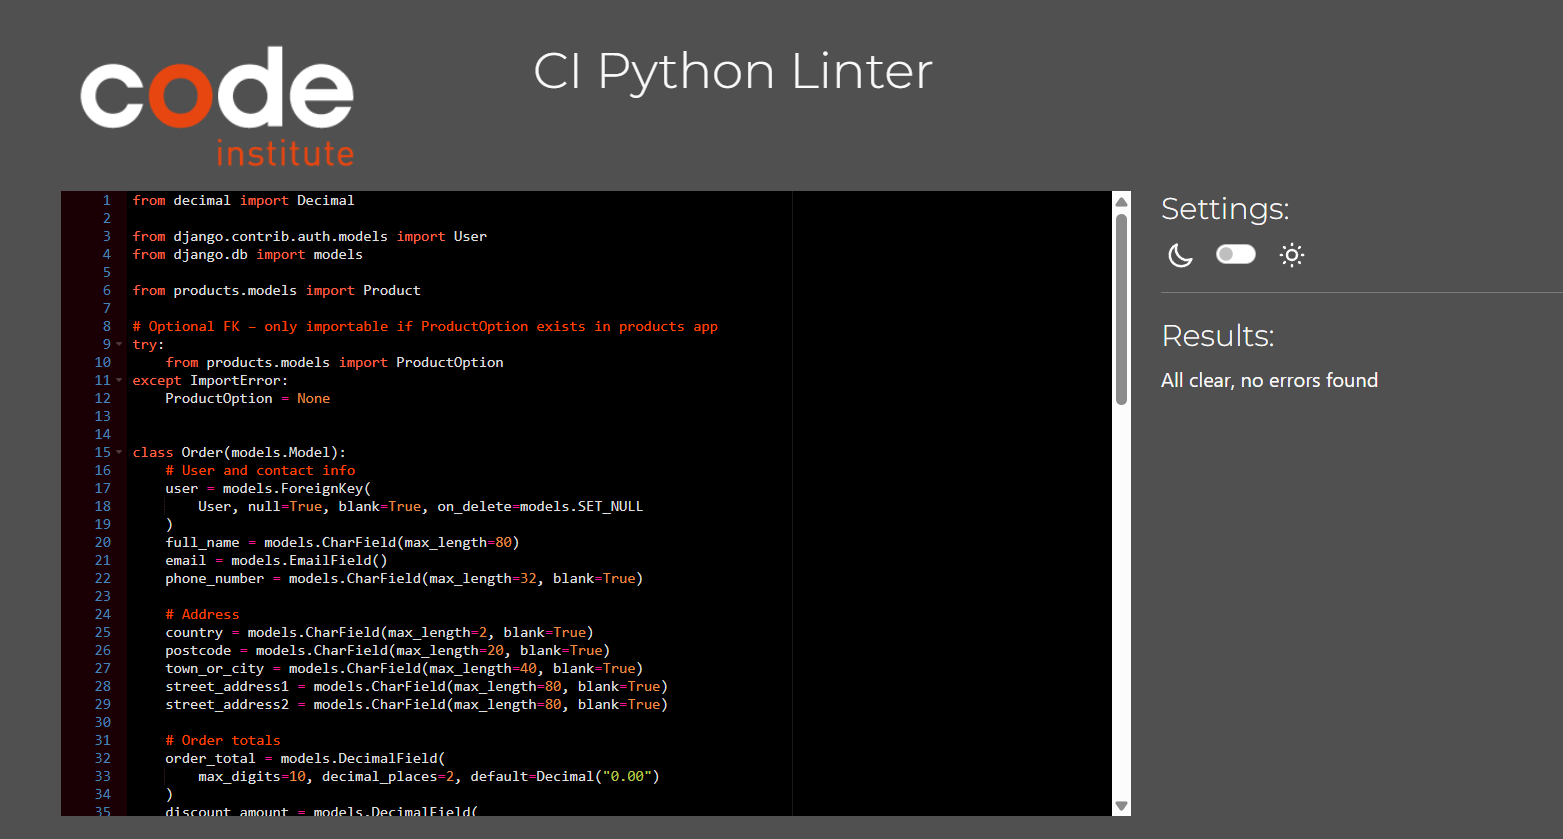 code
institute
CI Python Linter
1 from decimal import Decimal
2
3 from django.contrib.auth.models import User
4 from django.db import models
5
6 from products.models import Product
7
8 # Optional FK – only importable if ProductOption exists in products app
9 try:
10     from products.models import ProductOption
11 except ImportError:
12     ProductOption = None
13
14
15 class Order(models.Model):
16     # User and contact info
17     user = models.ForeignKey(
18         User, null=True, blank=True, on_delete=models.SET_NULL
19     )
20     full_name = models.CharField(max_length=80)
21     email = models.EmailField()
22     phone_number = models.CharField(max_length=32, blank=True)
23
24     # Address
25     country = models.CharField(max_length=2, blank=True)
26     postcode = models.CharField(max_length=20, blank=True)
27     town_or_city = models.CharField(max_length=40, blank=True)
28     street_address1 = models.CharField(max_length=80, blank=True)
29     street_address2 = models.CharField(max_length=80, blank=True)
30
31     # Order totals
32     order_total = models.DecimalField(
33         max_digits=10, decimal_places=2, default=Decimal("0.00")
34     )
35     discount_amount = models.DecimalField(
Settings:
Results:
All clear, no errors found